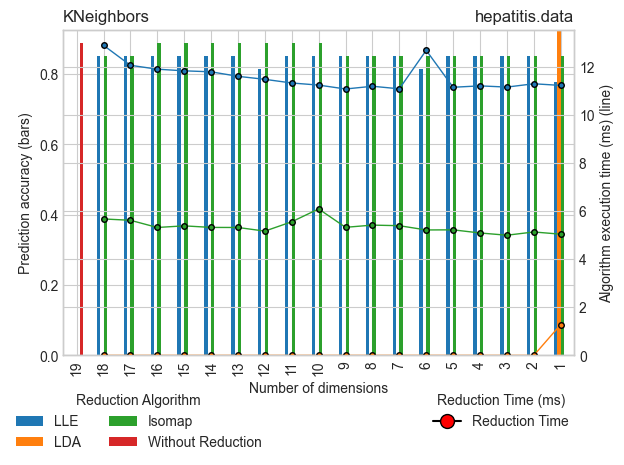 KNeighbors hepatitis.data
Prediction accuracy (bars)
0.8
0.6
0.4
0.2
0.0
12
10
8
6
4
2
0
Algorithm execution time (ms) (line)
19 18 17 16 15 14 13 12 11 10 9 8 7 6 5 4 3 2 1
Number of dimensions
Reduction Algorithm
LLE Isomap
LDA Without Reduction
Reduction Time (ms)
Reduction Time